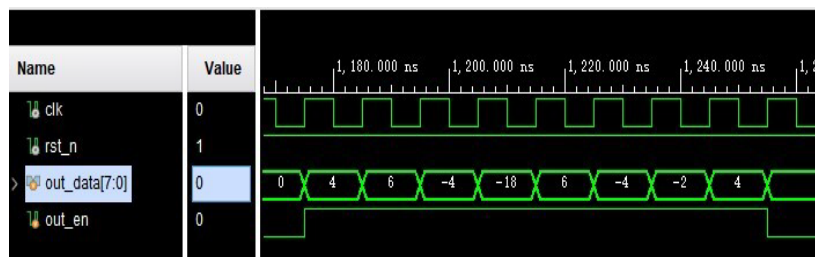 Name Value
1,180.000 ns 1,200.000 ns 1,220.000 ns 1,240.000 ns 1,
clk 0
rst_n 1
out_data[7:0] 0 0 4 6 -4 -18 6 -4 -2 4
out_en 0